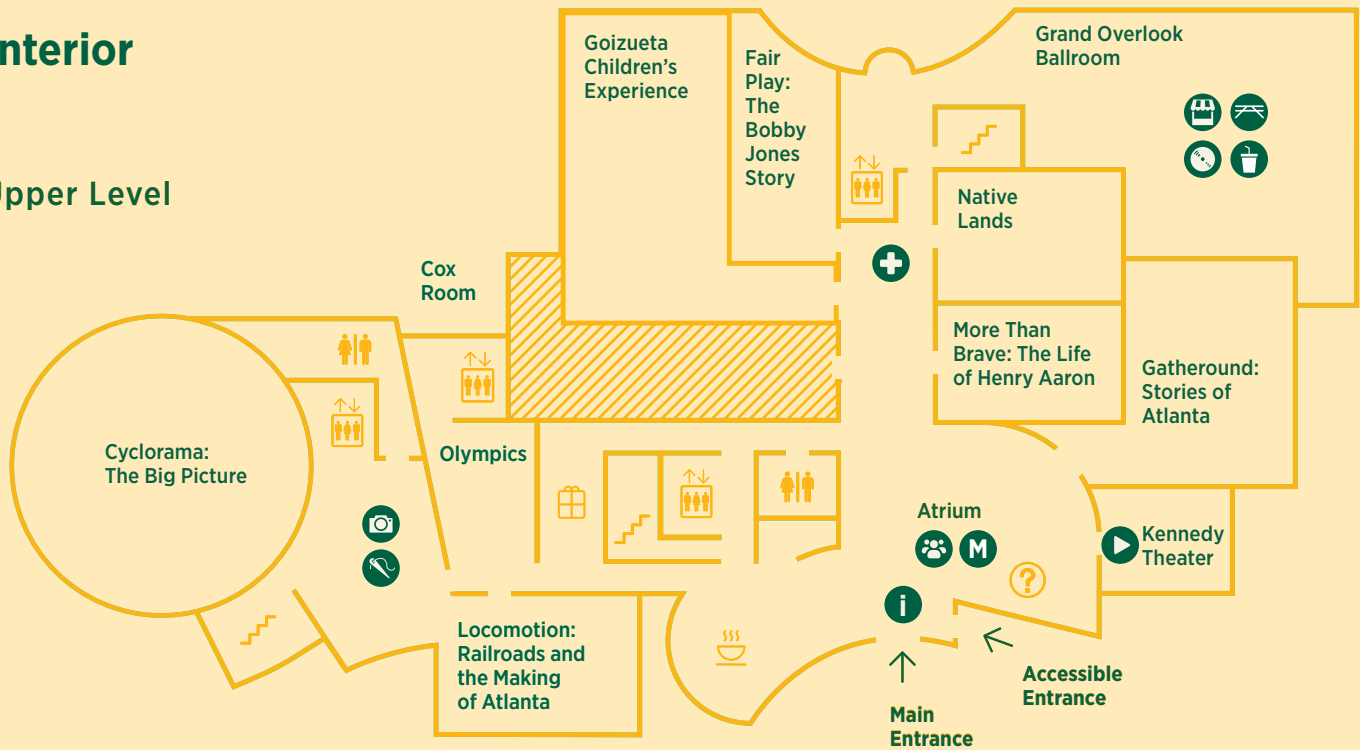 nterior
Upper Level
Goizueta
Children's
Experience
Fair
Play:
The
Bobby
Jones
Story
Grand Overlook
Ballroom
Native
Lands
Cox
Room
More Than
Brave: The Life
of Henry Aaron
Gatheround:
Stories of
Atlanta
Cyclorama:
The Big Picture
Olympics
Atrium
M
Kennedy
Theater
?
i
Locomotion:
Railroads and
the Making
of Atlanta
Accessible
Entrance
Main
Entrance